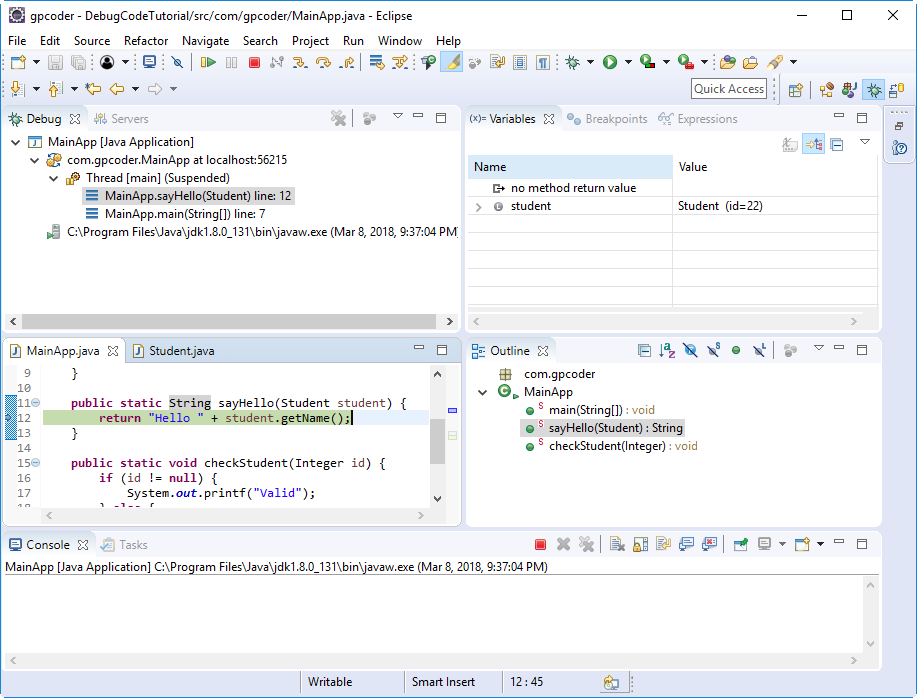 gpcoder - DebugCodeTutorial/src/com/gpcoder/MainApp.java - Eclipse
File Edit Source Refactor Navigate Search Project Run Window Help
Quick Access
Debug Servers
MainApp [Java Application]
com.gpcoder.MainApp at localhost:56215
Thread [main] (Suspended)
MainApp.sayHello(Student) line: 12
MainApp.main(String[]) line: 7
C:\Program Files\Java\jdk1.8.0_131\bin\javaw.exe (Mar 8, 2018, 9:37:04 PM)
(x)= Variables Breakpoints Expressions
Name Value
no method return value
student Student (id=22)
MainApp.java Student.java
9 }
10
11 public static String sayHello(Student student) {
12 return "Hello " + student.getName();
13 }
14
15 public static void checkStudent(Integer id) {
16 if (id != null) {
17 System.out.printf("Valid");
18 } else {
Outline
com.gpcoder
MainApp
main(String[]) : void
sayHello(Student) : String
checkStudent(Integer) : void
Console Tasks
MainApp [Java Application] C:\Program Files\Java\jdk1.8.0_131\bin\javaw.exe (Mar 8, 2018, 9:37:04 PM)
Writable Smart Insert 12 : 45